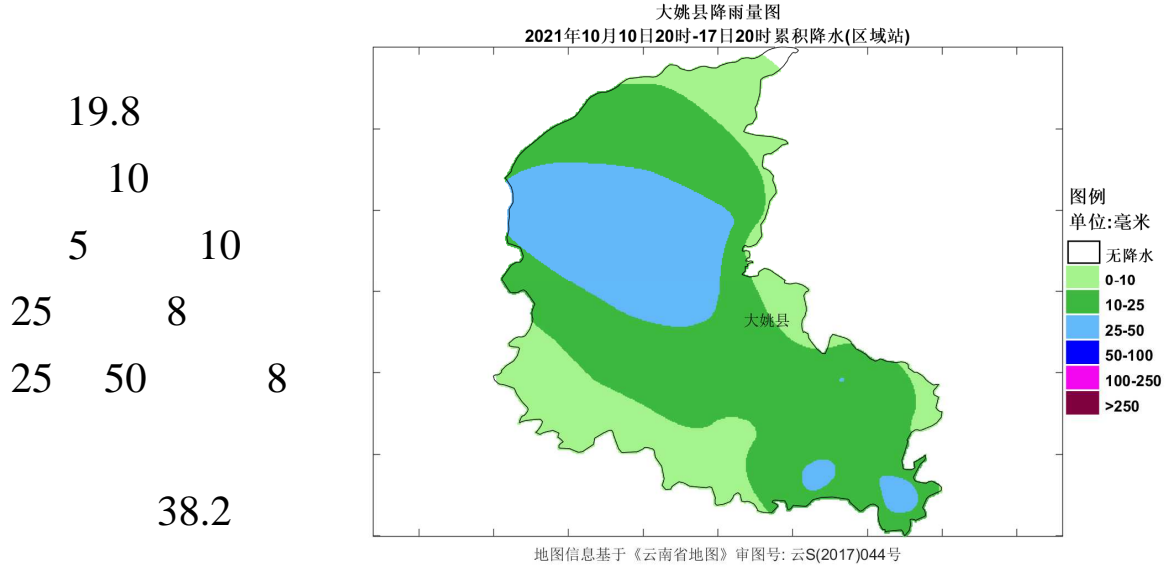 大姚县降雨量图
2021年10月10日20时-17日20时累积降水(区域站)
19.8
10
5 10
25 8
25 50 8
38.2
大姚县
图例
单位:毫米
无降水
0-10
10-25
25-50
50-100
100-250
>250
地图信息基于《云南省地图》审图号: 云S(2017)044号